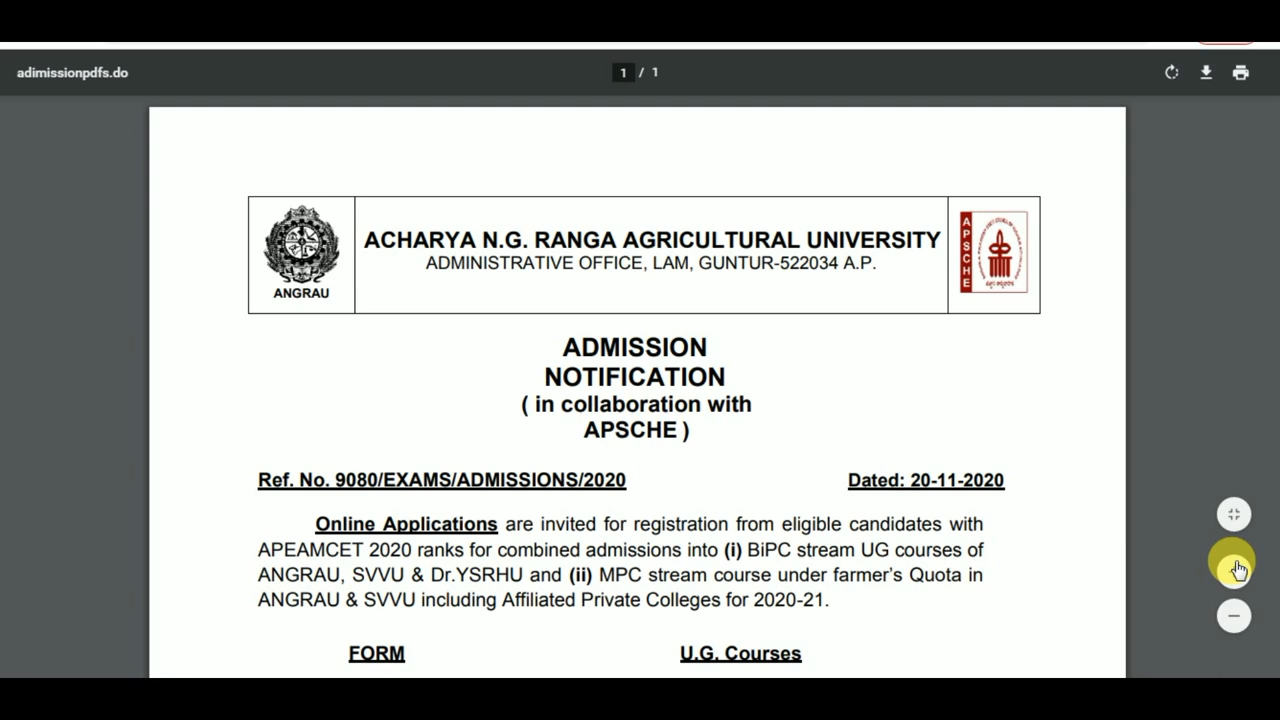 adimissionpdfs.do
1 / 1
ANGRAU
ACHARYA N.G. RANGA AGRICULTURAL UNIVERSITY
ADMINISTRATIVE OFFICE, LAM, GUNTUR-522034 A.P.
APSCHE
ADMISSION
NOTIFICATION
( in collaboration with
APSCHE )
Ref. No. 9080/EXAMS/ADMISSIONS/2020 Dated: 20-11-2020
Online Applications are invited for registration from eligible candidates with
APEAMCET 2020 ranks for combined admissions into (i) BiPC stream UG courses of
ANGRAU, SVVU & Dr.YSRHU and (ii) MPC stream course under farmer's Quota in
ANGRAU & SVVU including Affiliated Private Colleges for 2020-21.
FORM U.G. Courses